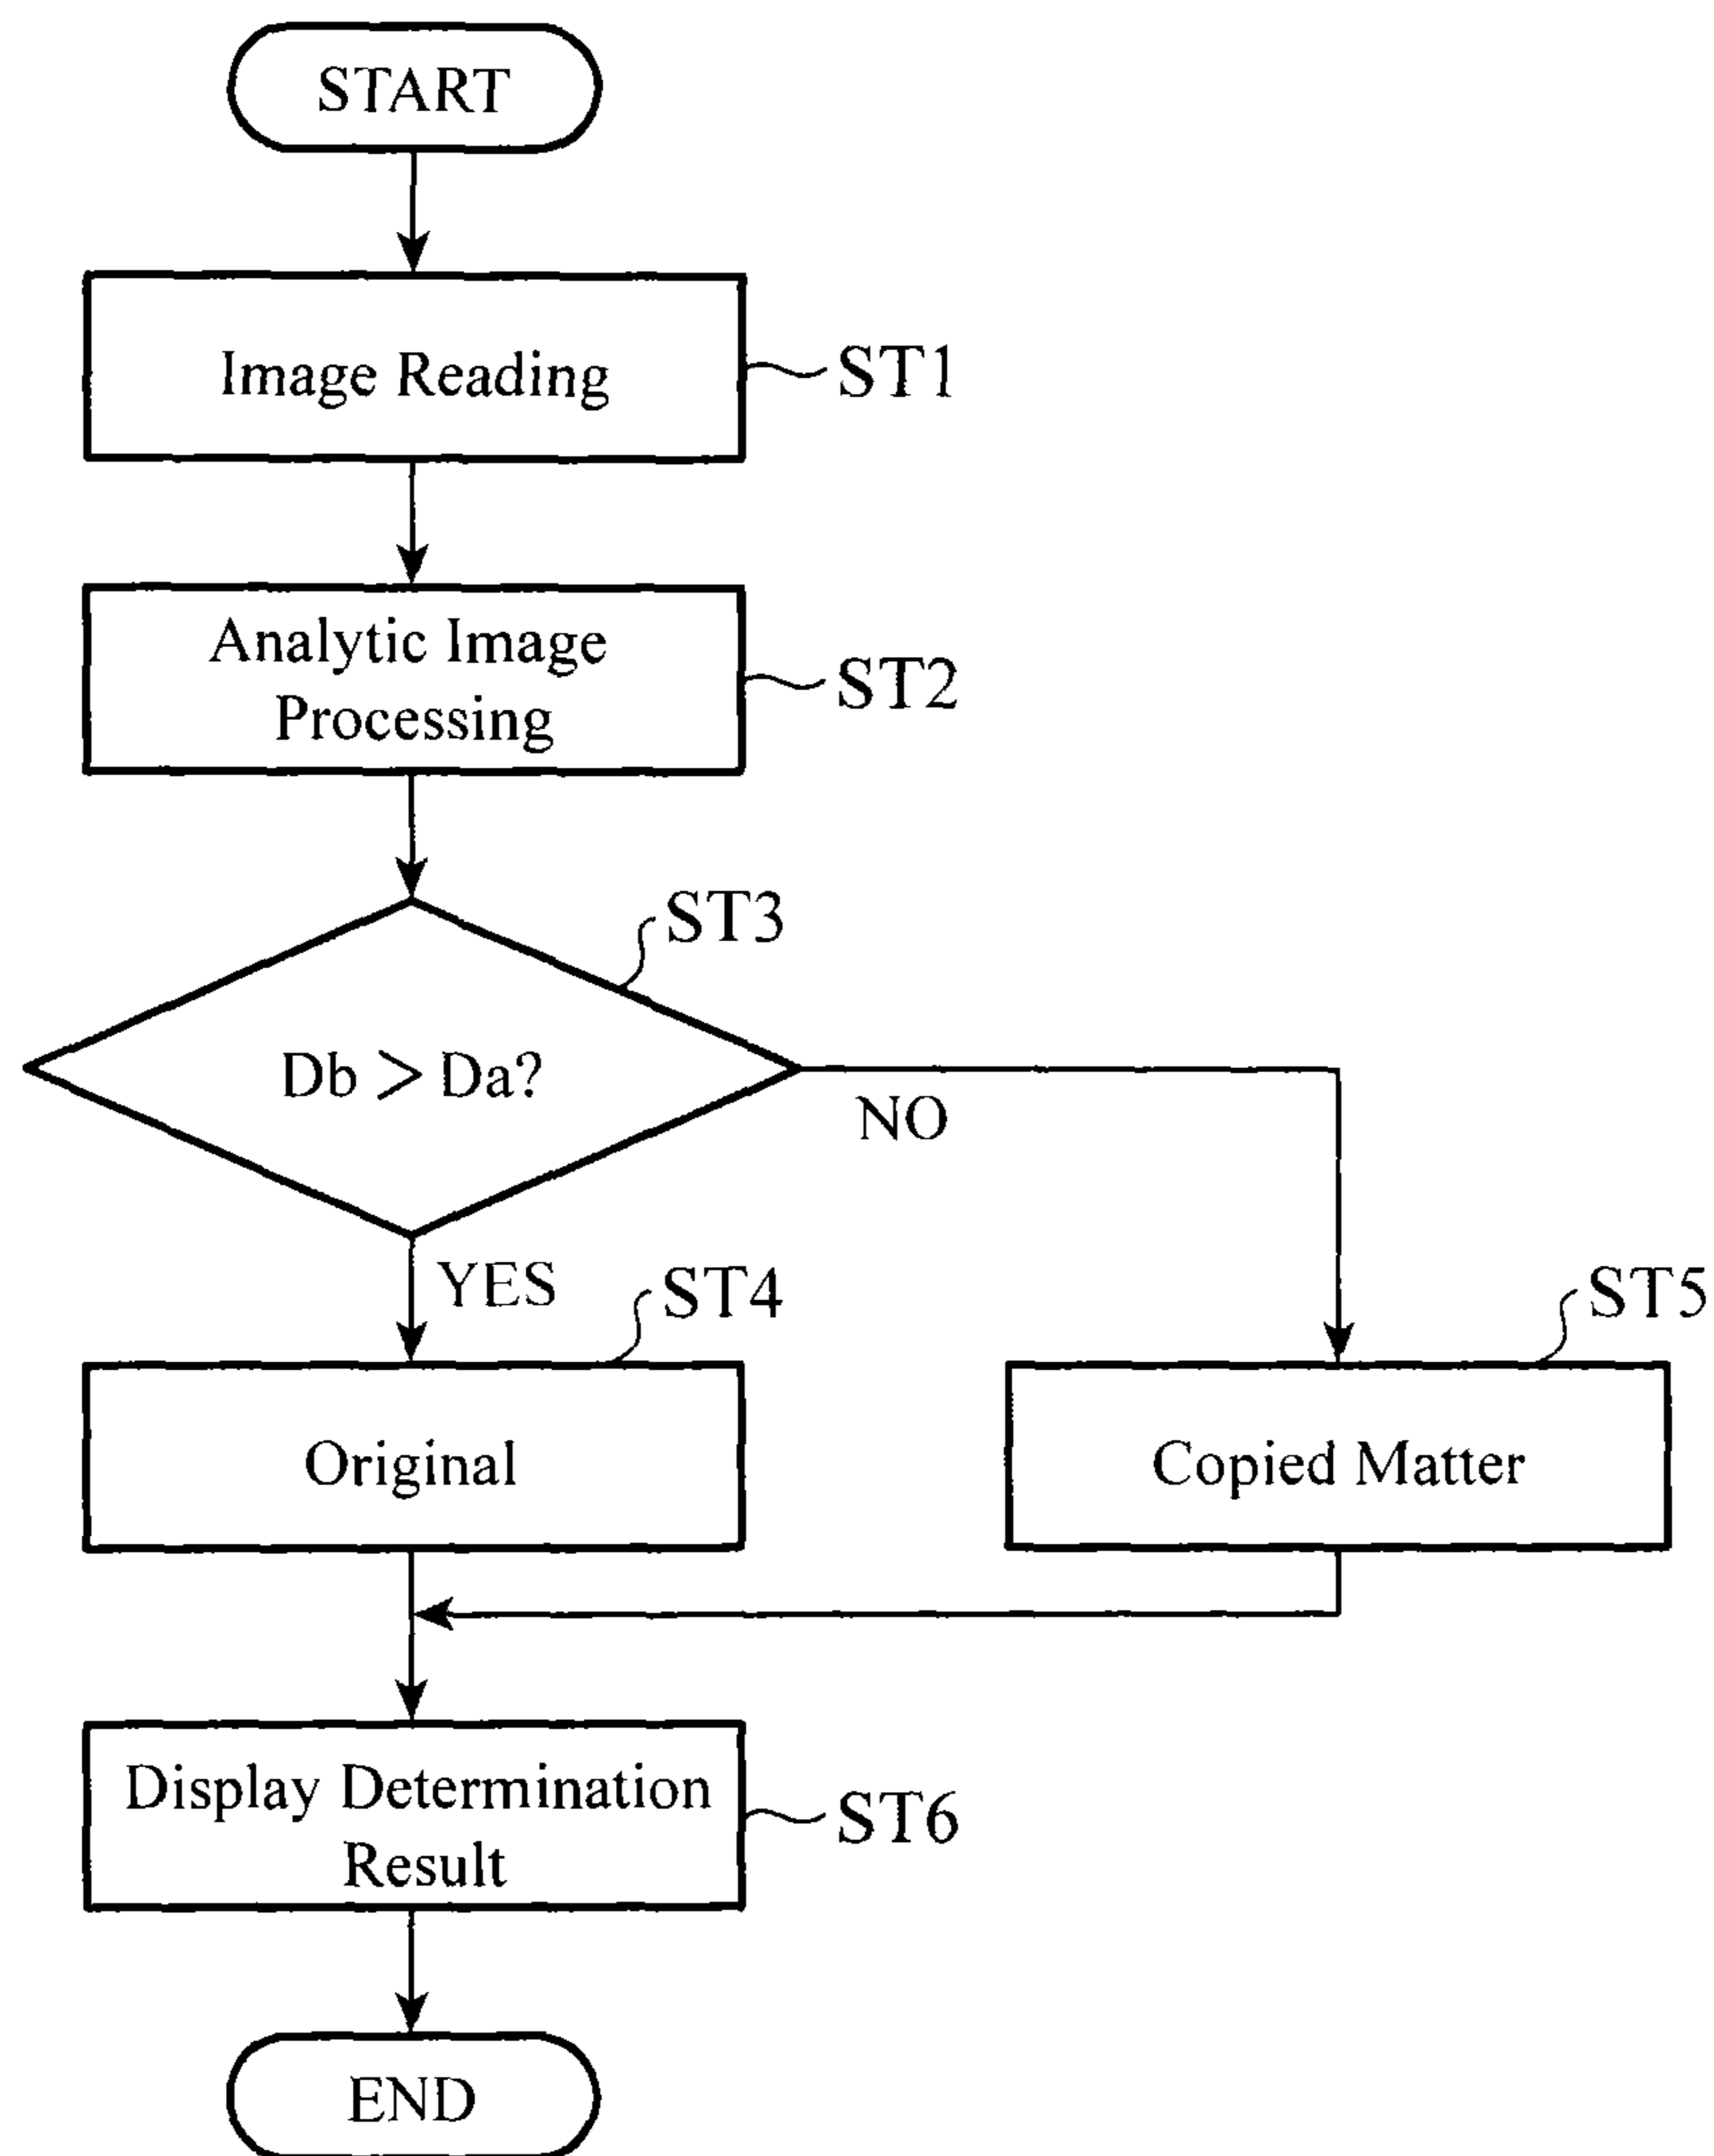 START
Image Reading
ST1
Analytic Image
Processing
ST2
ST3
Db > Da?
NO
YES
ST4
ST5
Original
Copied Matter
Display Determination
Result
ST6
END